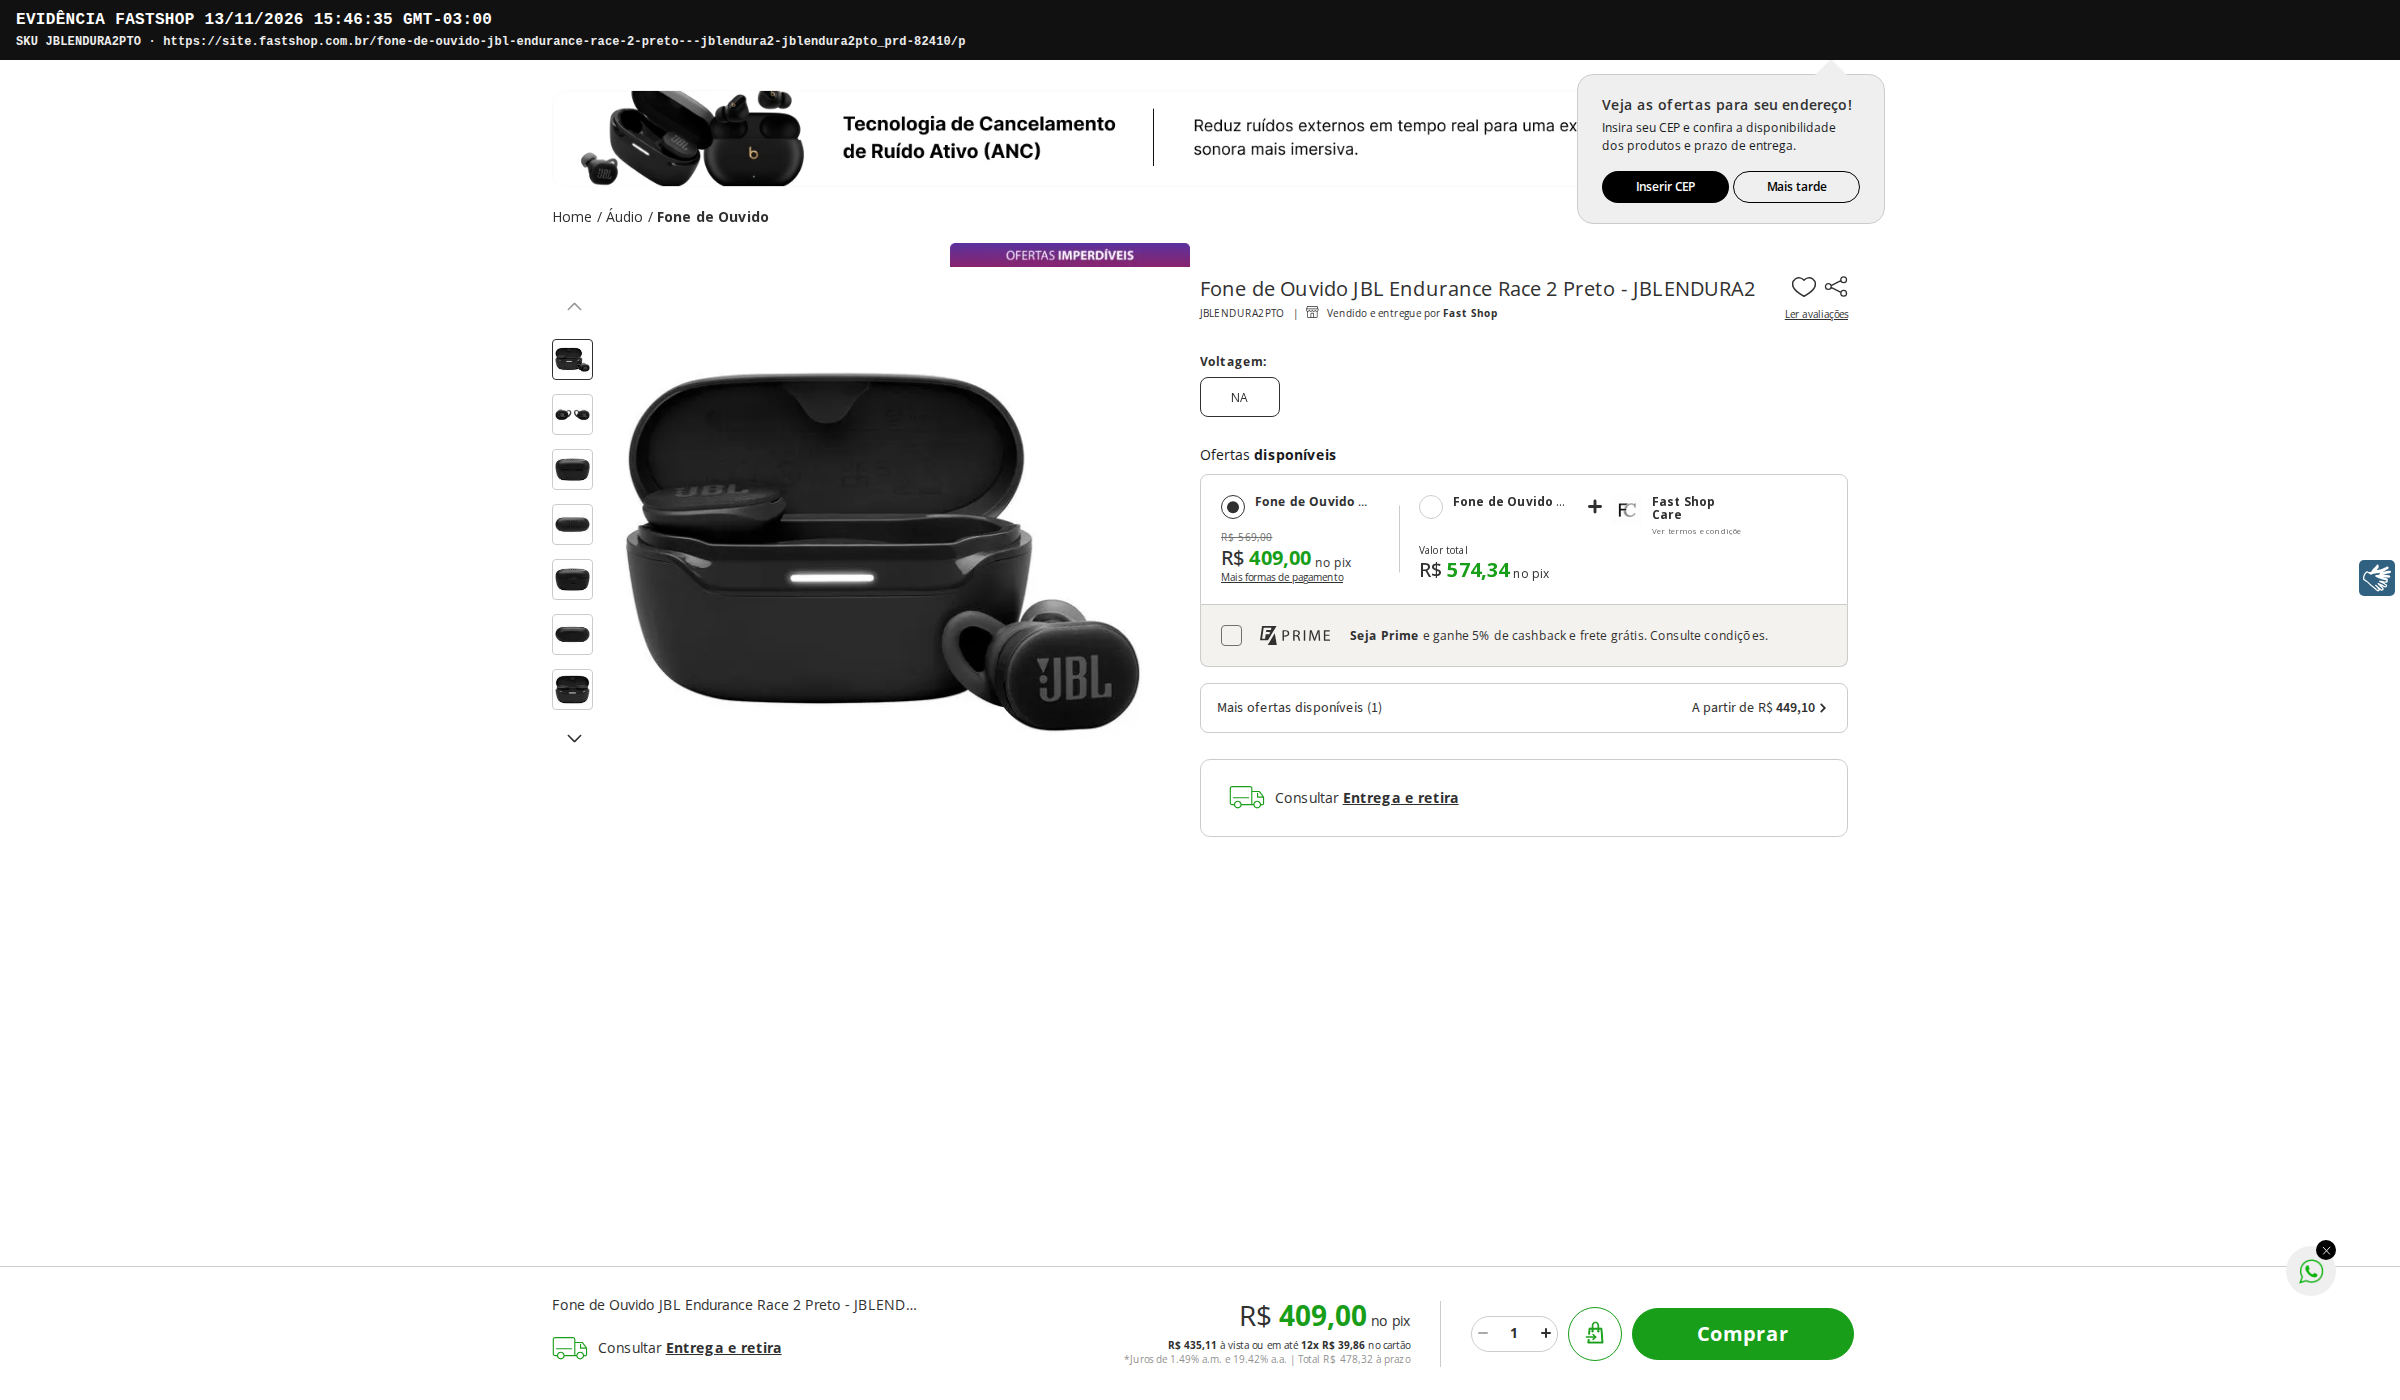 EVIDÊNCIA FASTSHOP 13/11/2026 15:46:35 GMT-03:00
SKU JBLENDURA2PTO · https://site.fastshop.com.br/fone-de-ouvido-jbl-endurance-race-2-preto---jblendura2-jblendura2pto_prd-82410/p
Tecnologia de Cancelamento
de Ruído Ativo (ANC)
Reduz ruídos externos em tempo real para uma ex
sonora mais imersiva.
Veja as ofertas para seu endereço!
Insira seu CEP e confira a disponibilidade
dos produtos e prazo de entrega.
Inserir CEP
Mais tarde
Home / Áudio / Fone de Ouvido
OFERTAS IMPERDÍVEIS
Fone de Ouvido JBL Endurance Race 2 Preto - JBLENDURA2
JBLENDURA2PTO | Vendido e entregue por Fast Shop
Ler avaliações
Voltagem:
NA
Ofertas disponíveis
Fone de Ouvido ...
R$ 569,00
R$ 409,00 no pix
Mais formas de pagamento
Fone de Ouvido ...
+
FC
Fast Shop
Care
Ver termos e condiçõe
Valor total
R$ 574,34 no pix
PRIME
Seja Prime e ganhe 5% de cashback e frete grátis. Consulte condições.
Mais ofertas disponíveis (1)
A partir de R$ 449,10
Consultar Entrega e retira
JBL
JBL
Fone de Ouvido JBL Endurance Race 2 Preto - JBLEND...
Consultar Entrega e retira
R$ 409,00 no pix
R$ 435,11 à vista ou em até 12x R$ 39,86 no cartão
*Juros de 1.49% a.m. e 19.42% a.a. | Total R$ 478,32 à prazo
− 1 +
Comprar